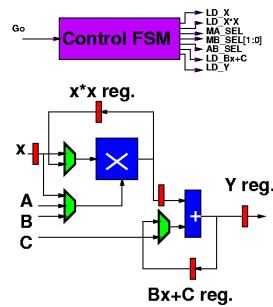 Go
Control FSM
LD_X
LD_X*X
MA_SEL
MB_SEL[1:0]
AB_SEL
LD_Bx+C
LD_Y
x*x reg.
x
A
B
C
+
Y reg.
Bx+C reg.